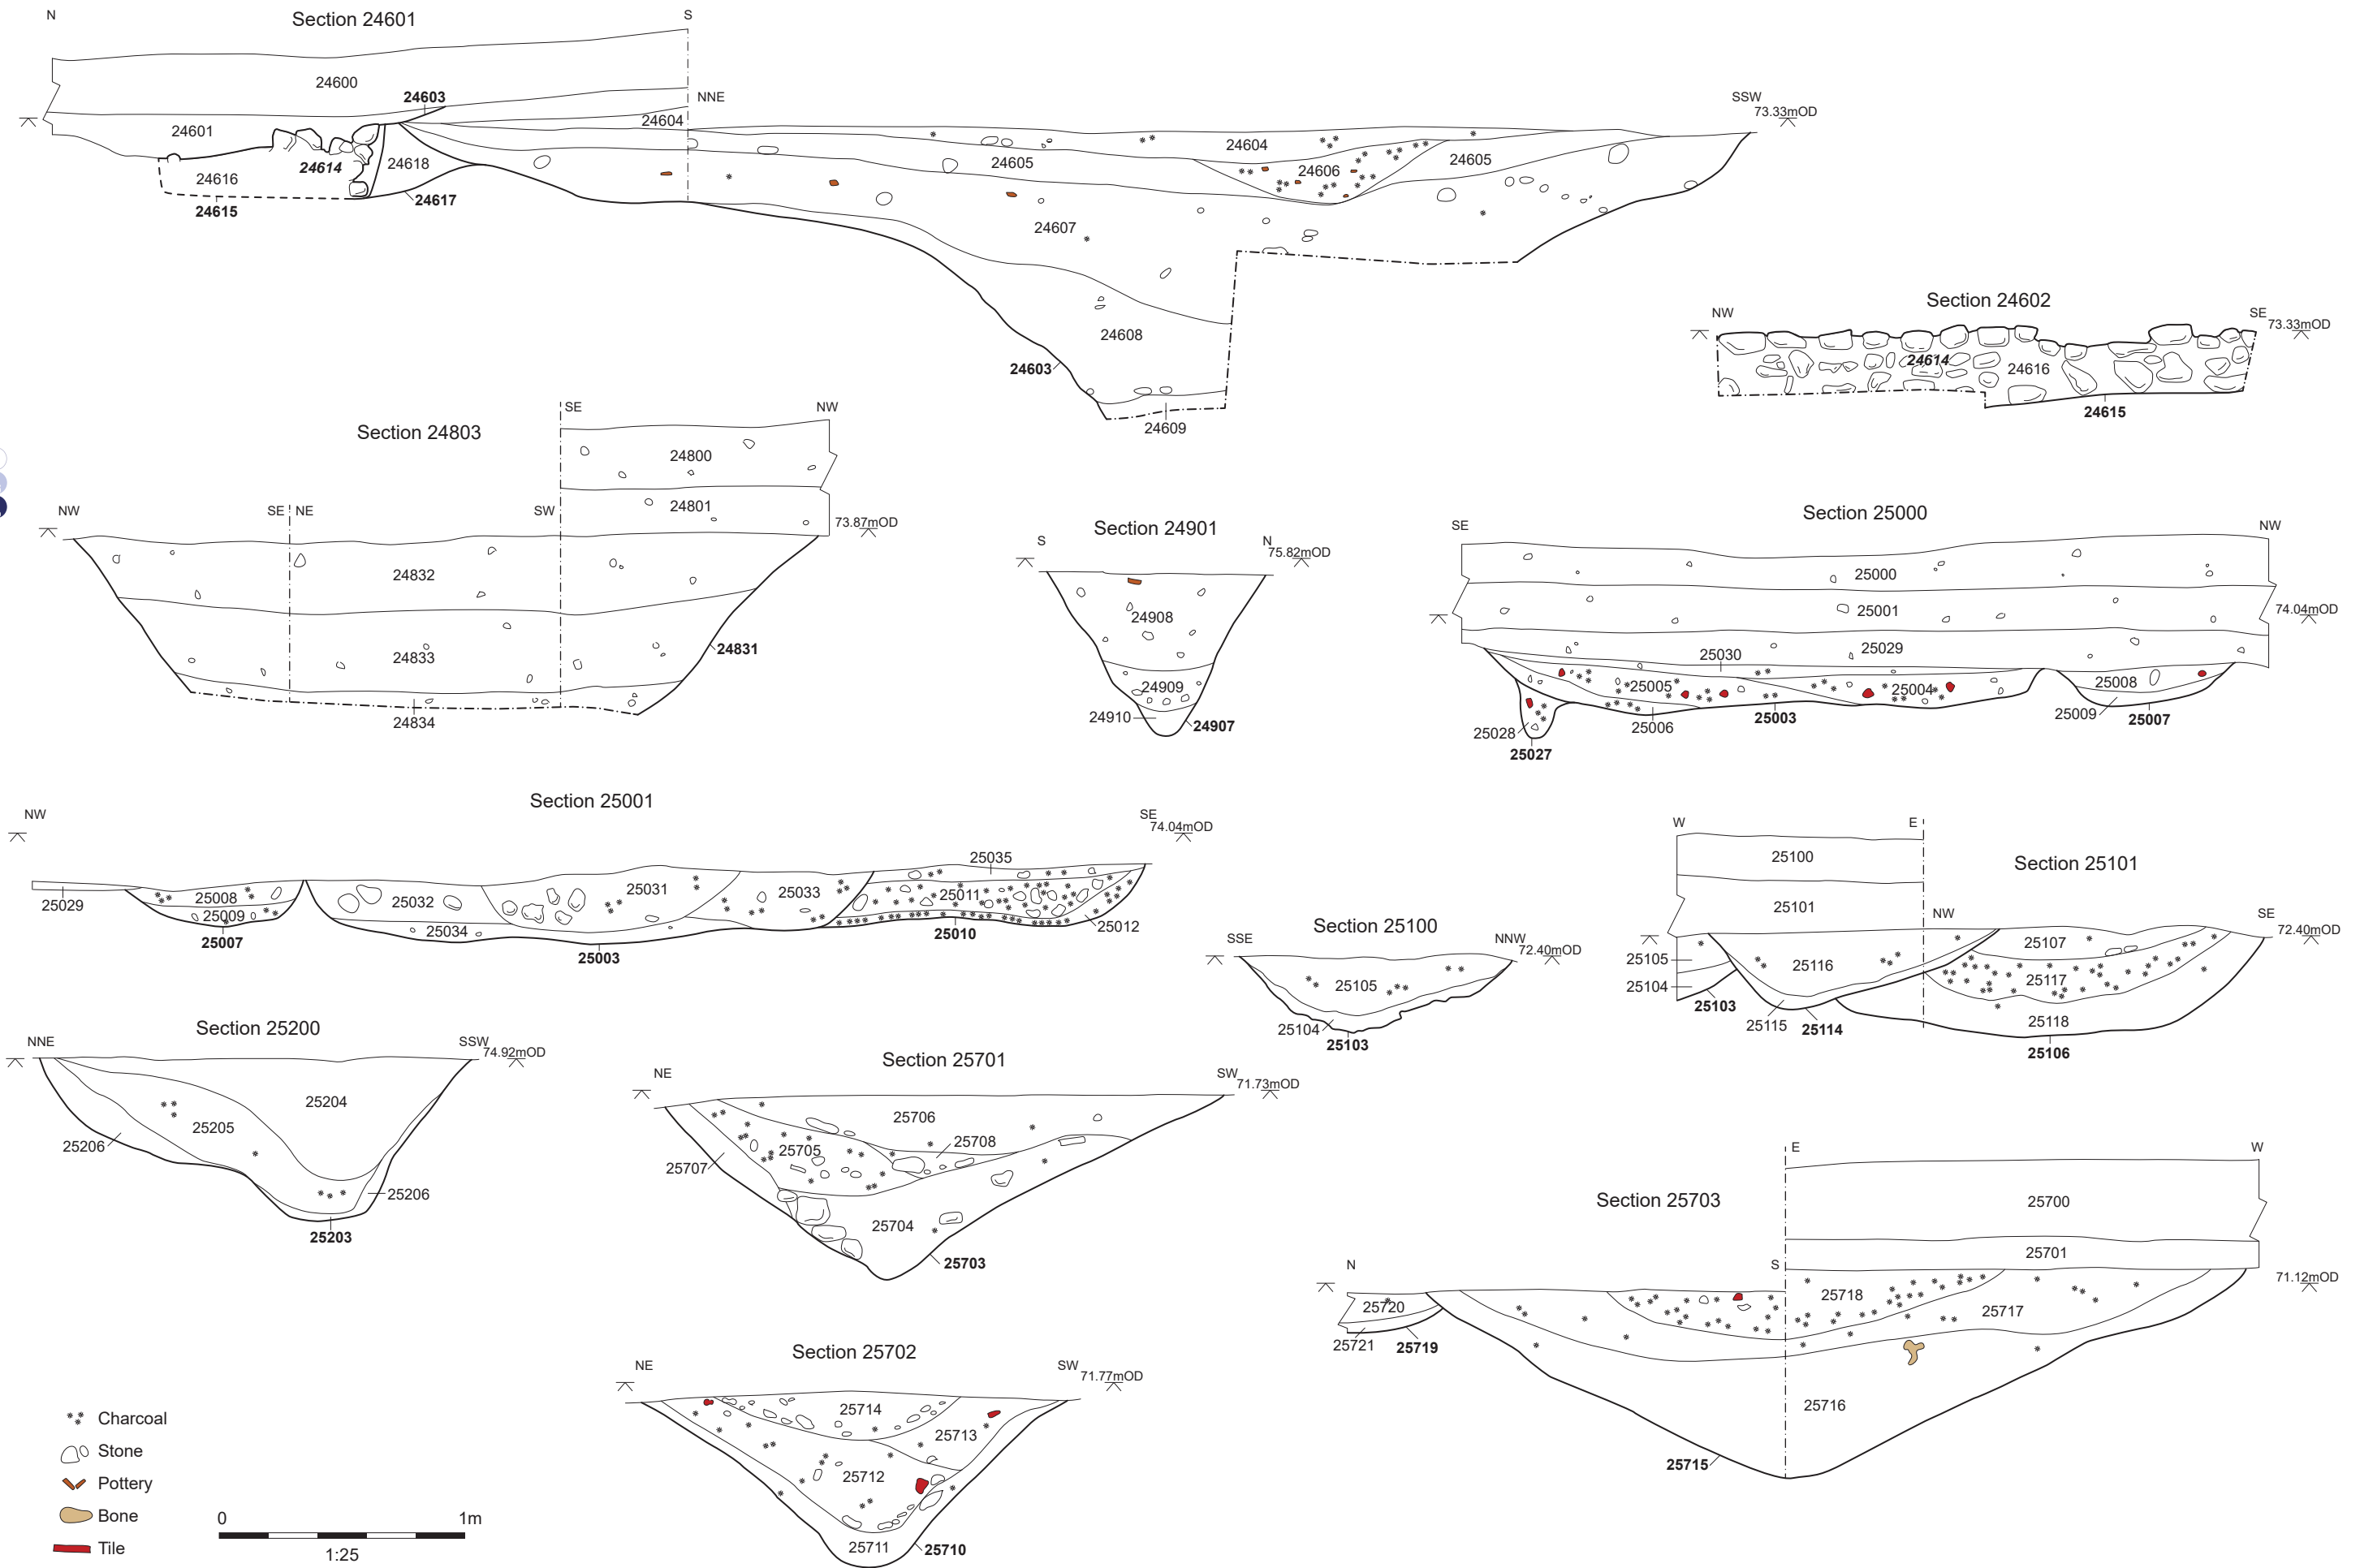 Section 24601
N
S
24600
24603
NNE
SSW
73.33mOD
24601
24604
24604
24614
24618
24605
24606
24605
24616
24615
24617
24607
24608
24603
24609
Section 24602
NW
SE
73.33mOD
24614
24616
24615
Section 24803
SE
NW
24800
24801
NW
SE
NE
SW
73.87mOD
24832
24833
24831
24834
Section 24901
S
N
75.82mOD
24908
24909
24910
24907
Section 25000
SE
NW
25000
25001
74.04mOD
25029
25030
25005
25004
25008
25028
25006
25003
25009
25007
25027
Section 25001
NW
SE
74.04mOD
25035
25029
25008
25009
25032
25031
25033
25011
25034
25012
25007
25003
25010
Section 25100
SSE
NNW
72.40mOD
25105
25104
25103
Section 25101
W
E
25100
25101
NW
SE
72.40mOD
25105
25104
25116
25107
25117
25103
25115
25114
25118
25106
Section 25200
NNE
SSW
74.92mOD
25204
25205
25206
25206
25203
Section 25701
NE
SW
71.73mOD
25706
25708
25705
25707
25704
25703
Section 25703
E
W
25700
25701
N
S
71.12mOD
25720
25718
25717
25721
25719
25716
25715
Section 25702
NE
SW
71.77mOD
25714
25713
25712
25711
25710
Charcoal
Stone
Pottery
Bone
Tile
0
1m
1:25